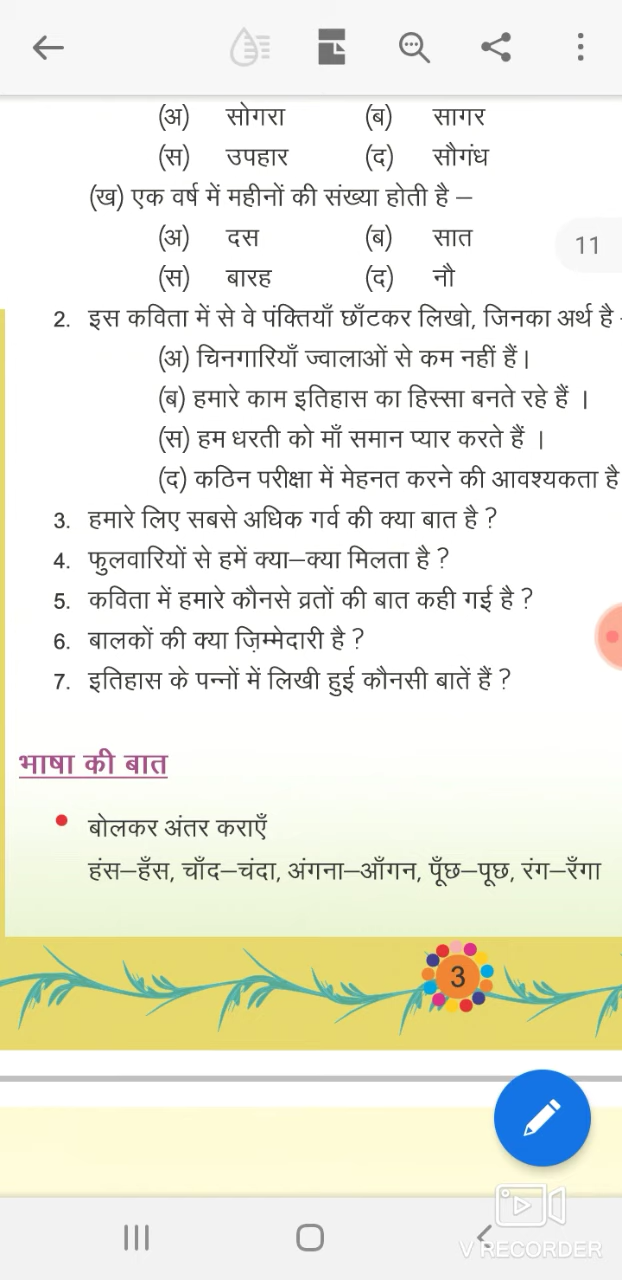 (अ) सोगरा (ब) सागर
(स) उपहार (द) सौगंध
(ख) एक वर्ष में महीनों की संख्या होती है –
(अ) दस (ब) सात
11
(स) बारह (द) नौ
2. इस कविता में से वे पंक्तियाँ छाँटकर लिखो, जिनका अर्थ है -
(अ) चिनगारियाँ ज्वालाओं से कम नहीं हैं।
(ब) हमारे काम इतिहास का हिस्सा बनते रहे हैं ।
(स) हम धरती को माँ समान प्यार करते हैं ।
(द) कठिन परीक्षा में मेहनत करने की आवश्यकता है
3. हमारे लिए सबसे अधिक गर्व की क्या बात है ?
4. फुलवारियों से हमें क्या–क्या मिलता है ?
5. कविता में हमारे कौनसे व्रतों की बात कही गई है ?
6. बालकों की क्या ज़िम्मेदारी है ?
7. इतिहास के पन्नों में लिखी हुई कौनसी बातें हैं ?
भाषा की बात
• बोलकर अंतर कराएँ
हंस–हँस, चाँद–चंदा, अंगना–आँगन, पूँछ–पूछ, रंग–रँगा
3
V RECORDER